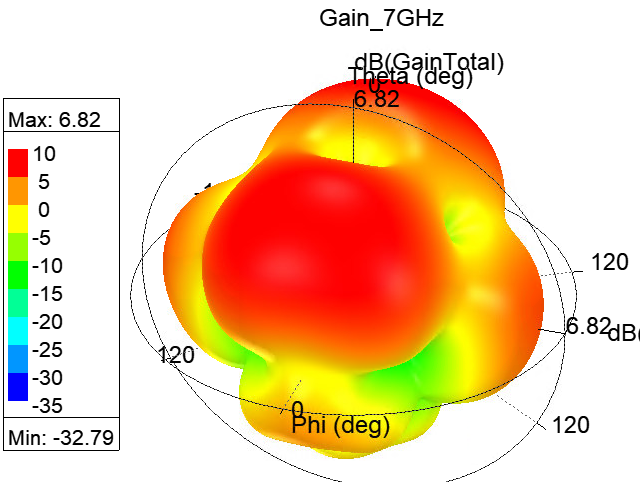 Gain_7GHz
dB(GainTotal)
Theta (deg)
0
6.82
Max: 6.82
10
5
0
-5
-10
-15
-20
-25
-30
-35
Min: -32.79
120
6.82
dB(
120
0
Phi (deg)
120